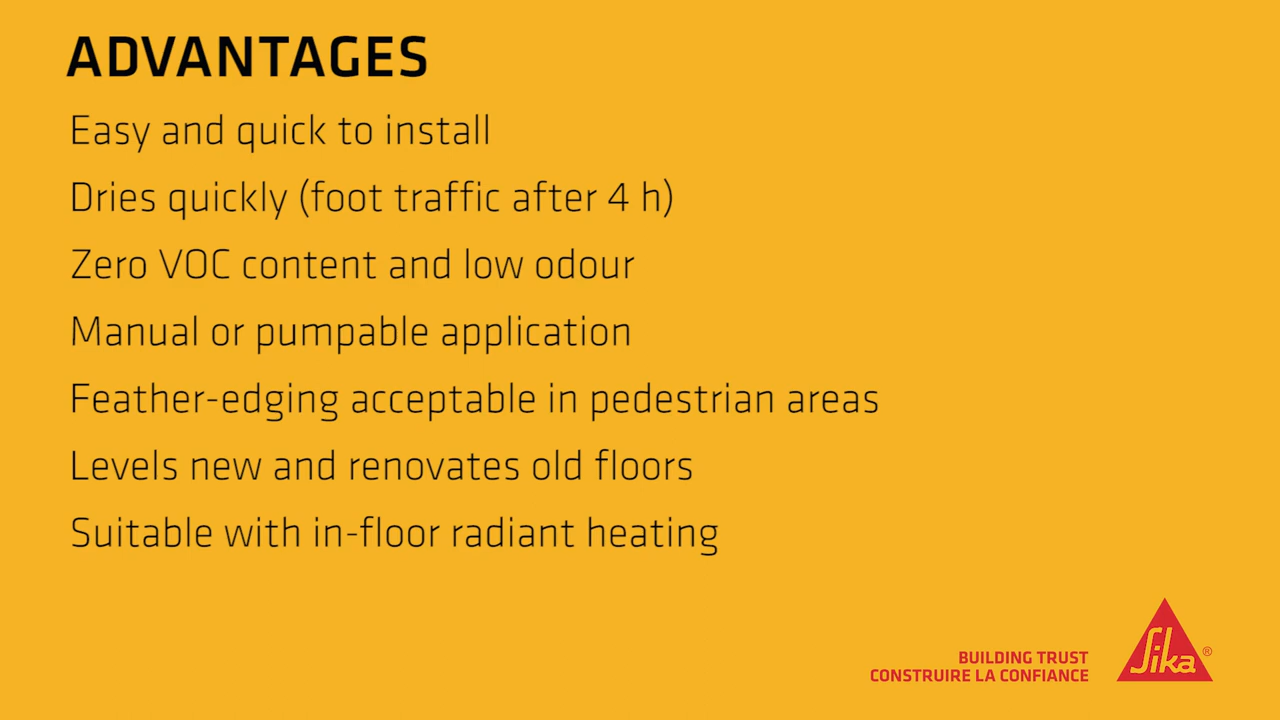 ADVANTAGES
Easy and quick to install
Dries quickly (foot traffic after 4 h)
Zero VOC content and low odour
Manual or pumpable application
Feather-edging acceptable in pedestrian areas
Levels new and renovates old floors
Suitable with in-floor radiant heating
BUILDING TRUST
CONSTRUIRE LA CONFIANCE
Sika®